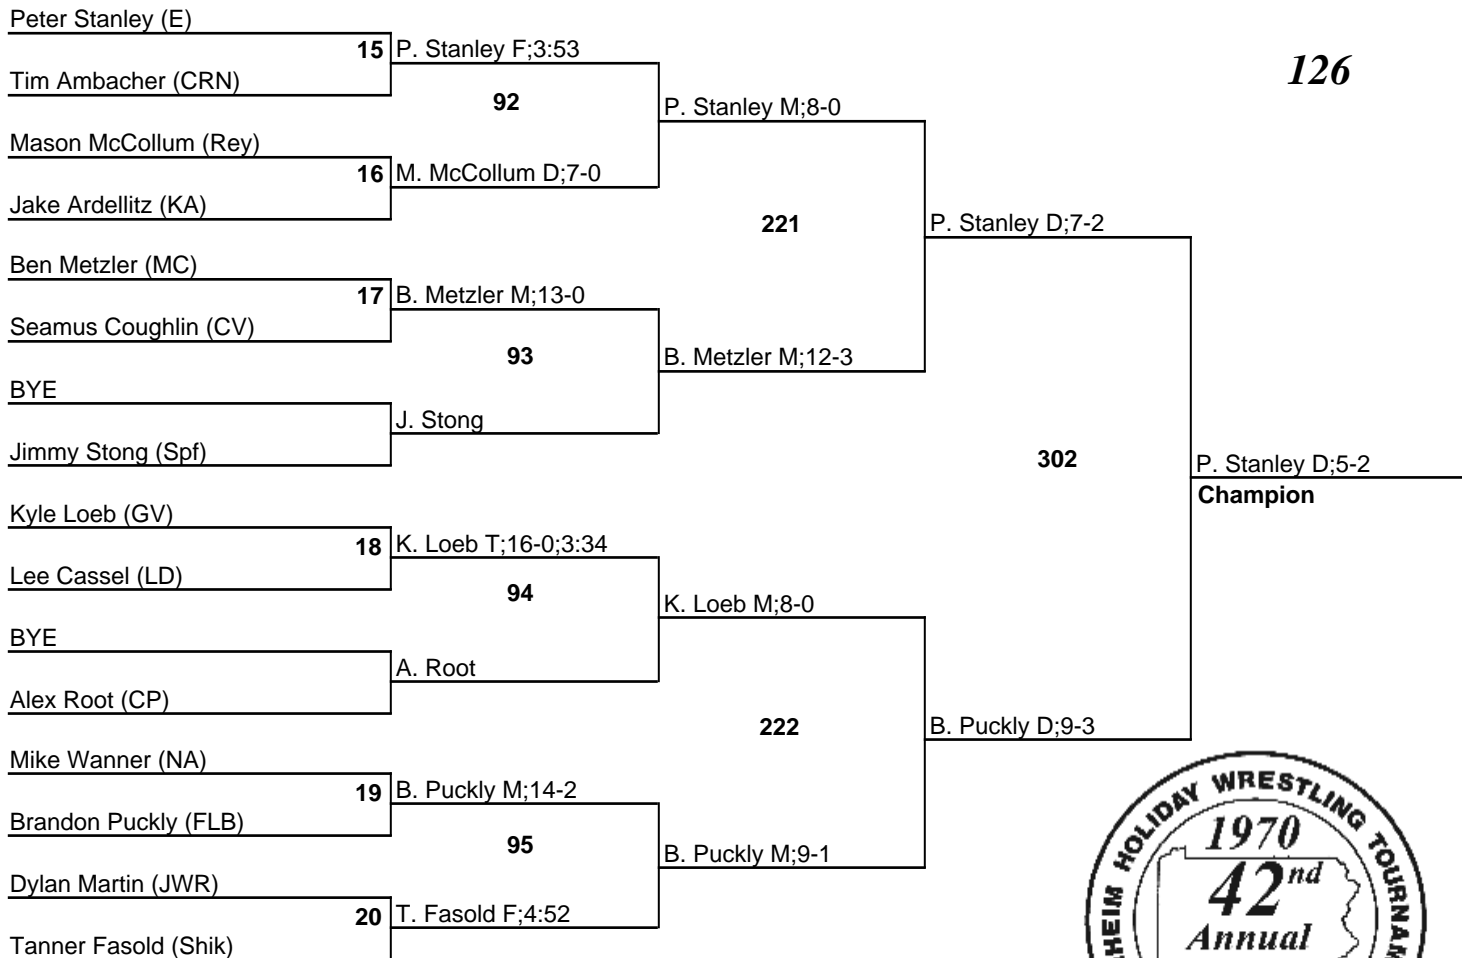 126
Peter Stanley (E)
15 P. Stanley F;3:53
Tim Ambacher (CRN)
92
P. Stanley M;8-0
Mason McCollum (Rey)
16 M. McCollum D;7-0
Jake Ardellitz (KA)
221
P. Stanley D;7-2
Ben Metzler (MC)
17 B. Metzler M;13-0
Seamus Coughlin (CV)
93
B. Metzler M;12-3
BYE
J. Stong
Jimmy Stong (Spf)
302
P. Stanley D;5-2
Champion
Kyle Loeb (GV)
18 K. Loeb T;16-0;3:34
Lee Cassel (LD)
94
K. Loeb M;8-0
BYE
A. Root
Alex Root (CP)
222
B. Puckly D;9-3
Mike Wanner (NA)
19 B. Puckly M;14-2
Brandon Puckly (FLB)
95
B. Puckly M;9-1
Dylan Martin (JWR)
20 T. Fasold F;4:52
Tanner Fasold (Shik)
HEIM HOLIDAY WRESTLING TOURNAM
1970
42nd
Annual